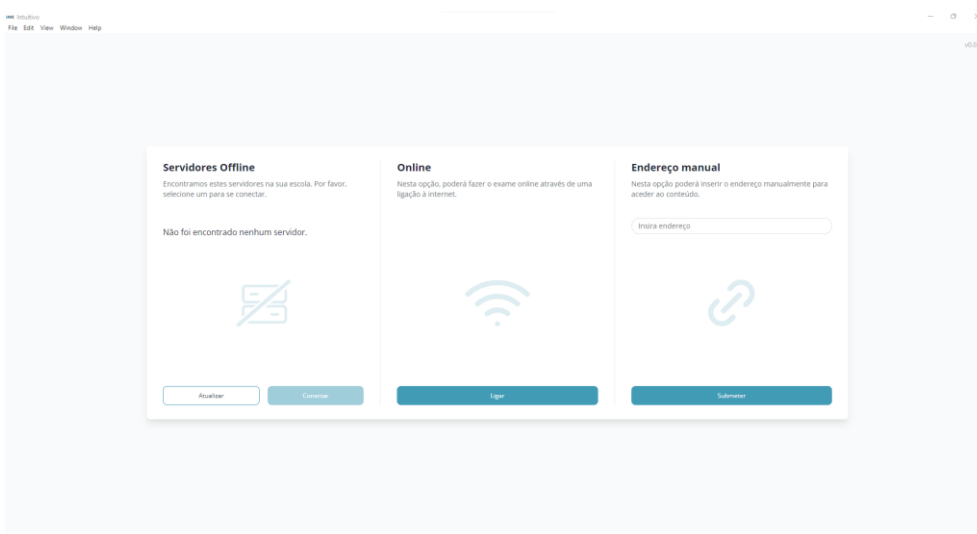 Intuitivo
File Edit View Window Help
v0.0
Servidores Offline
Encontramos estes servidores na sua escola. Por favor,
selecione um para se conectar.
Não foi encontrado nenhum servidor.
Atualizar Conectar
Online
Nesta opção, poderá fazer o exame online através de uma
ligação à internet.
Ligar
Endereço manual
Nesta opção poderá inserir o endereço manualmente para
aceder ao conteúdo.
Insira endereço
Submeter